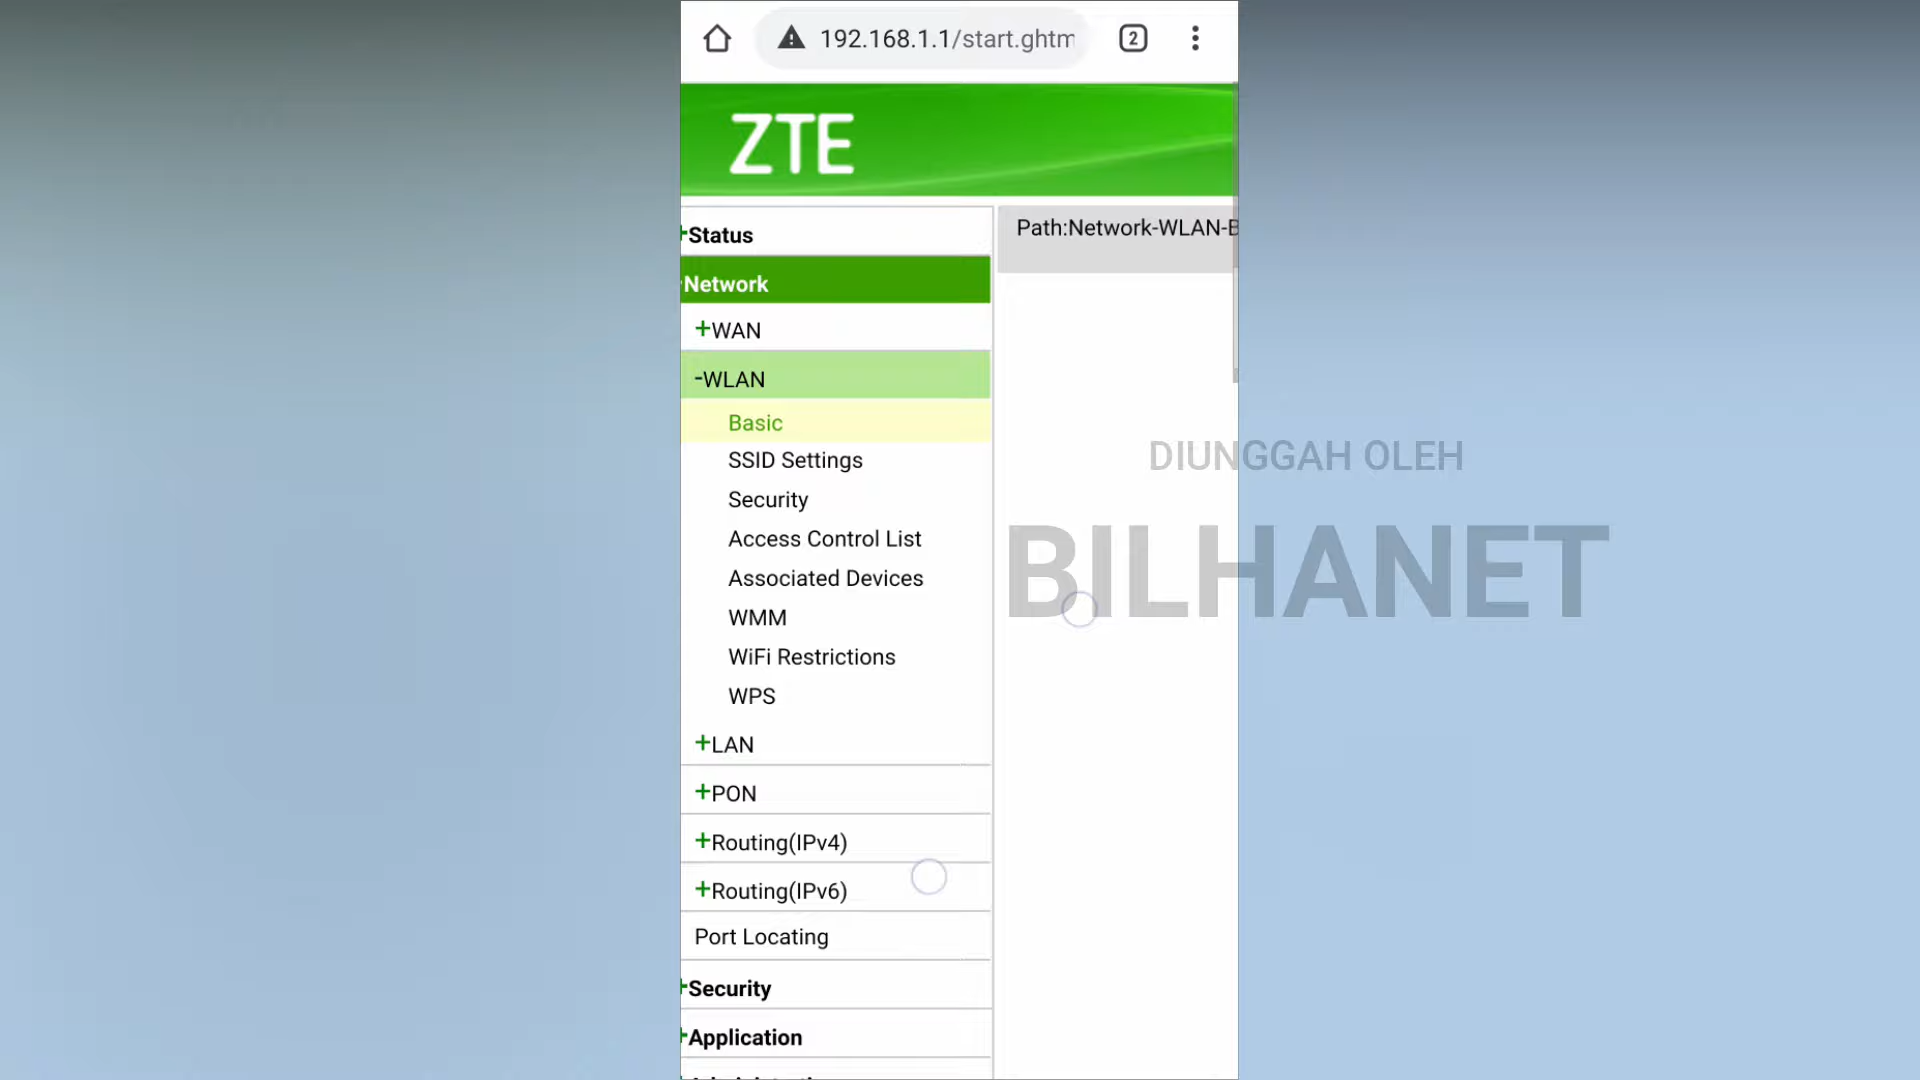 192.168.1.1/start.ghtm
2
ZTE
+Status
Path:Network-WLAN-B
Network
+WAN
-WLAN
Basic
SSID Settings
Security
Access Control List
Associated Devices
WMM
WiFi Restrictions
WPS
+LAN
+PON
+Routing(IPv4)
+Routing(IPv6)
Port Locating
+Security
+Application
DIUNGGAH OLEH
BILHANET